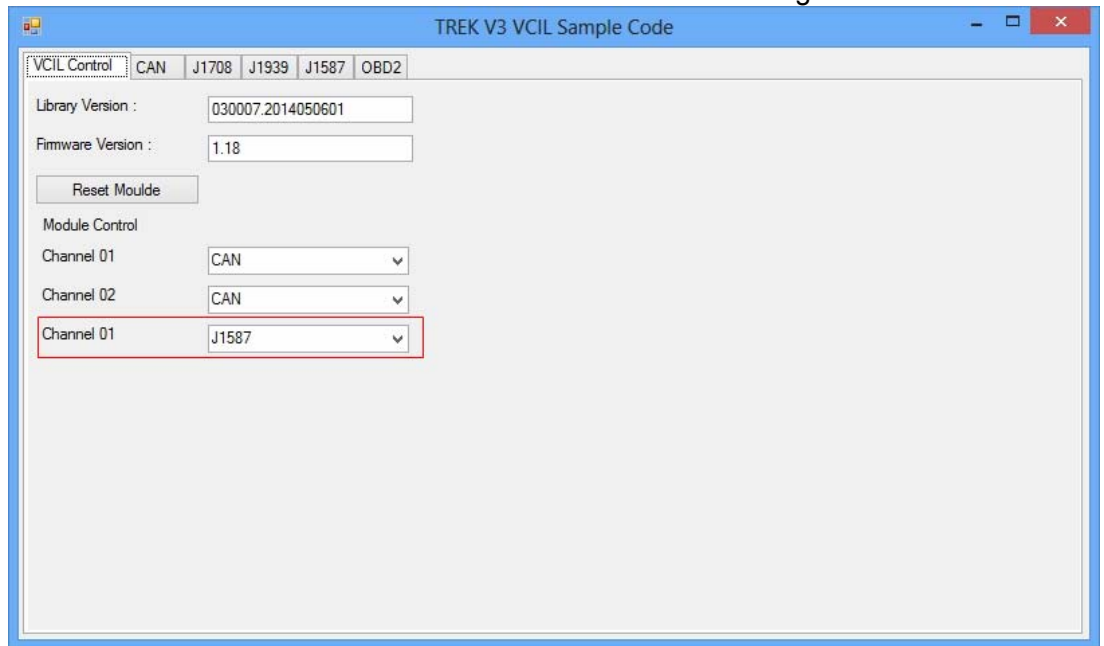 TREK V3 VCIL Sample Code
VCIL Control CAN J1708 J1939 J1587 OBD2
Library Version : 030007.2014050601
Firmware Version : 1.18
Reset Moulde
Module Control
Channel 01 CAN
Channel 02 CAN
Channel 01 J1587